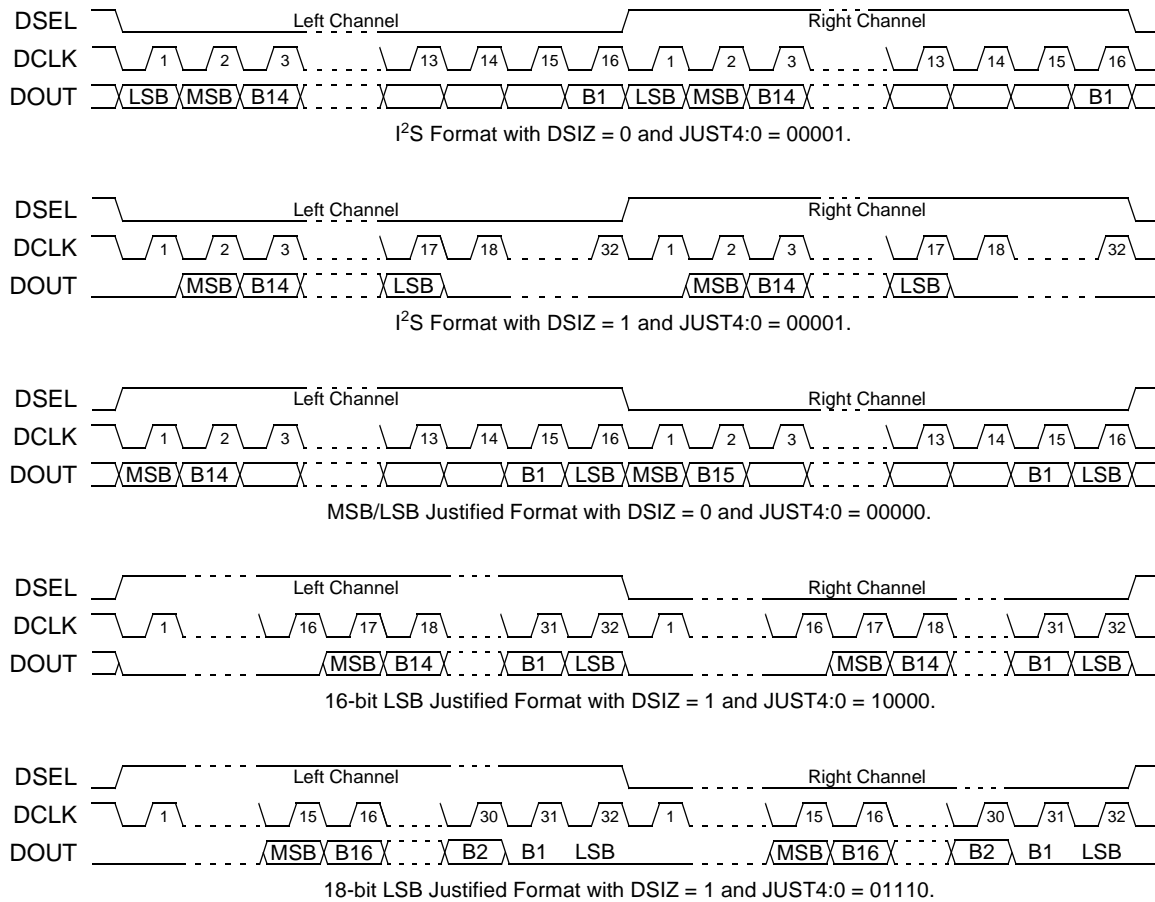 DSEL Left Channel Right Channel
DCLK 1 2 3 13 14 15 16 1 2 3 13 14 15 16
DOUT LSB MSB B14 B1 LSB MSB B14 B1
I²S Format with DSIZ = 0 and JUST4:0 = 00001.
DSEL Left Channel Right Channel
DCLK 1 2 3 17 18 32 1 2 3 17 18 32
DOUT MSB B14 LSB MSB B14 LSB
I²S Format with DSIZ = 1 and JUST4:0 = 00001.
DSEL Left Channel Right Channel
DCLK 1 2 3 13 14 15 16 1 2 3 13 14 15 16
DOUT MSB B14 B1 LSB MSB B15 B1 LSB
MSB/LSB Justified Format with DSIZ = 0 and JUST4:0 = 00000.
DSEL Left Channel Right Channel
DCLK 1 16 17 18 31 32 1 16 17 18 31 32
DOUT MSB B14 B1 LSB MSB B14 B1 LSB
16-bit LSB Justified Format with DSIZ = 1 and JUST4:0 = 10000.
DSEL Left Channel Right Channel
DCLK 1 15 16 30 31 32 1 15 16 30 31 32
DOUT MSB B16 B2 B1 LSB MSB B16 B2 B1 LSB
18-bit LSB Justified Format with DSIZ = 1 and JUST4:0 = 01110.